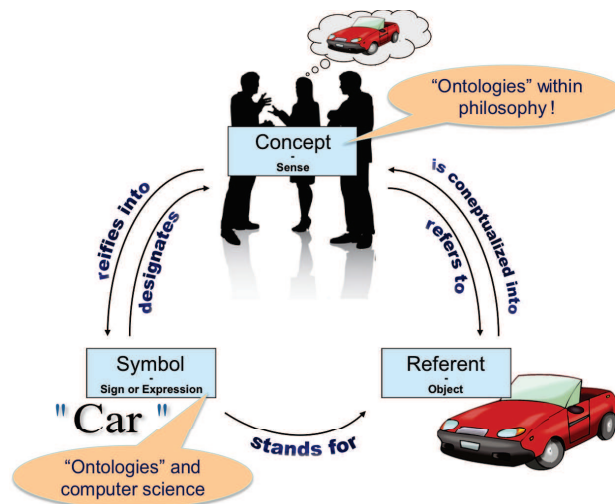 “Ontologies” within
philosophy!
Concept
-
Sense
reifies into
designates
is coneptualized into
refers to
Symbol
-
Sign or Expression
Referent
-
Object
" Car "
stands for
“Ontologies” and
computer science